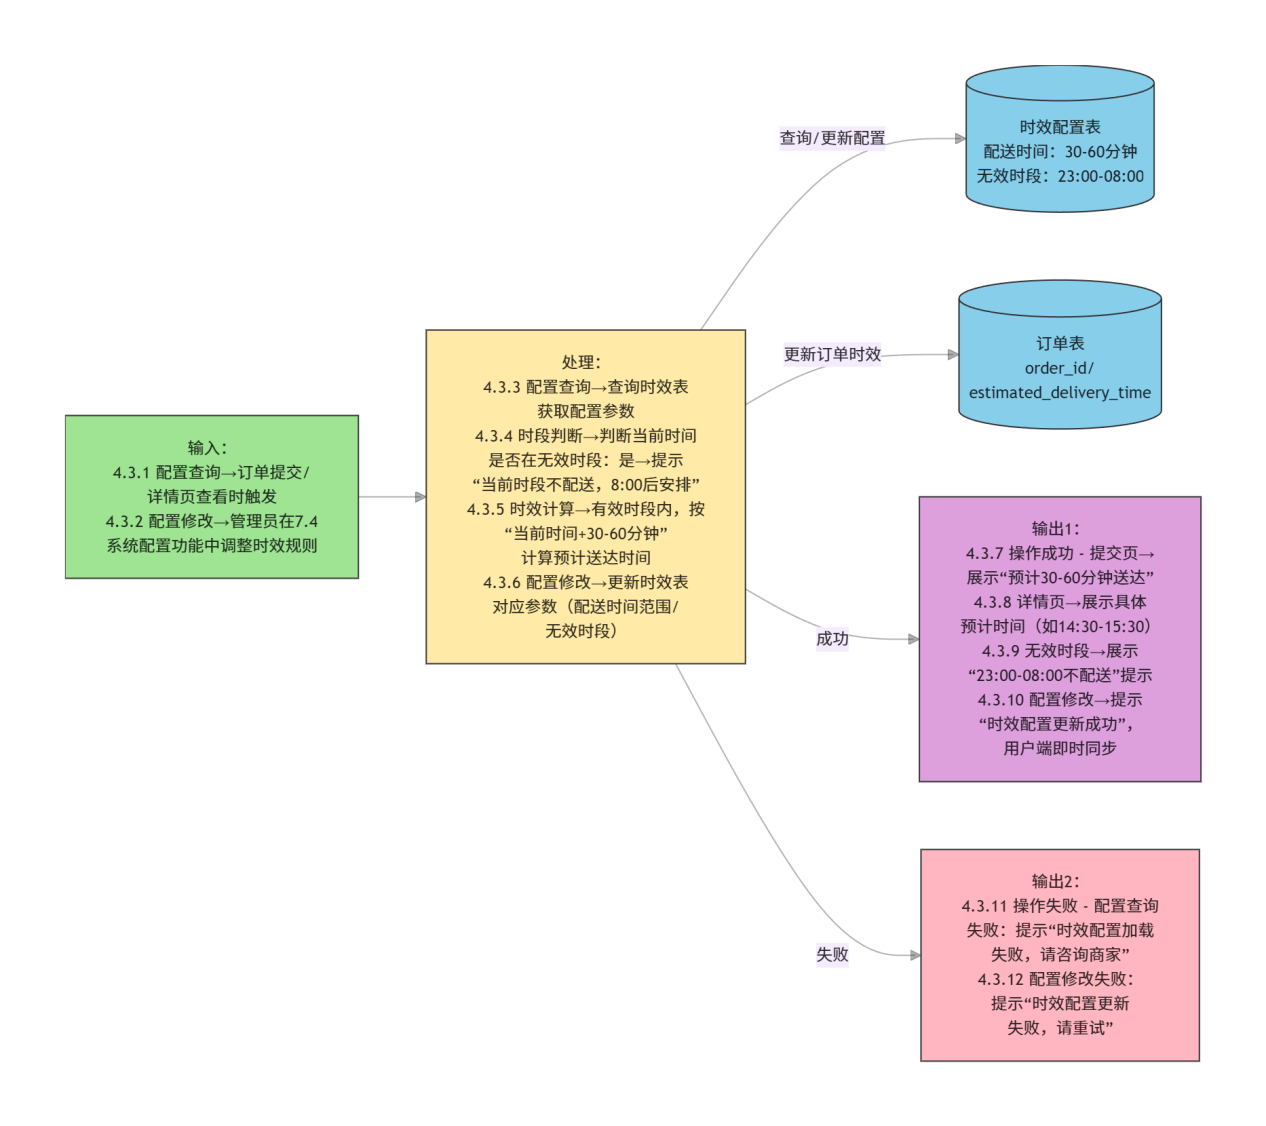 输入：
4.3.1 配置查询→订单提交/
详情页查看时触发
4.3.2 配置修改→管理员在7.4
系统配置功能中调整时效规则
处理：
4.3.3 配置查询→查询时效表
获取配置参数
4.3.4 时段判断→判断当前时间
是否在无效时段：是→提示
“当前时段不配送，8:00后安排”
4.3.5 时效计算→有效时段内，按
“当前时间+30-60分钟”
计算预计送达时间
4.3.6 配置修改→更新时效表
对应参数（配送时间范围/
无效时段）
查询/更新配置
更新订单时效
成功
失败
时效配置表
配送时间：30-60分钟
无效时段：23:00-08:00
订单表
order_id/
estimated_delivery_time
输出1：
4.3.7 操作成功 - 提交页→
展示“预计30-60分钟送达”
4.3.8 详情页→展示具体
预计时间（如14:30-15:30）
4.3.9 无效时段→展示
“23:00-08:00不配送”提示
4.3.10 配置修改→提示
“时效配置更新成功”，
用户端即时同步
输出2：
4.3.11 操作失败 - 配置查询
失败：提示“时效配置加载
失败，请咨询商家”
4.3.12 配置修改失败：
提示“时效配置更新
失败，请重试”